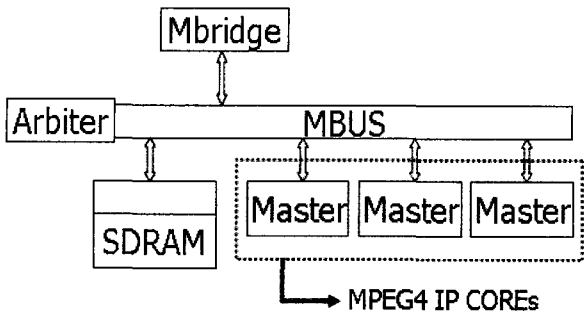 Mbridge
Arbiter
MBUS
SDRAM
Master
Master
Master
MPEG4 IP COREs